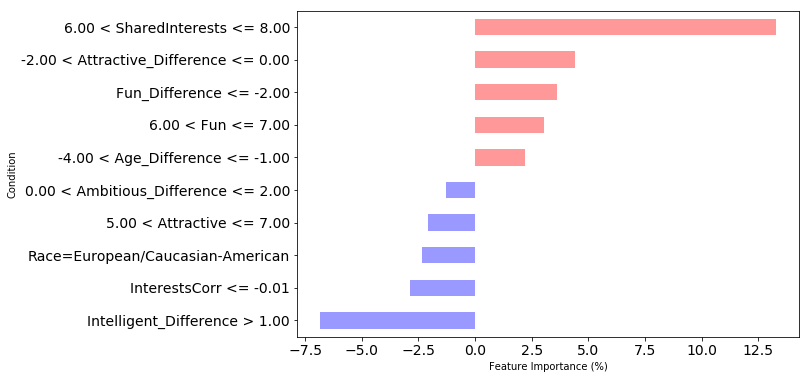 6.00 < SharedInterests <= 8.00
-2.00 < Attractive_Difference <= 0.00
Fun_Difference <= -2.00
6.00 < Fun <= 7.00
-4.00 < Age_Difference <= -1.00
0.00 < Ambitious_Difference <= 2.00
5.00 < Attractive <= 7.00
Race=European/Caucasian-American
InterestsCorr <= -0.01
Intelligent_Difference > 1.00
Condition
−7.5 −5.0 −2.5 0.0 2.5 5.0 7.5 10.0 12.5
Feature Importance (%)